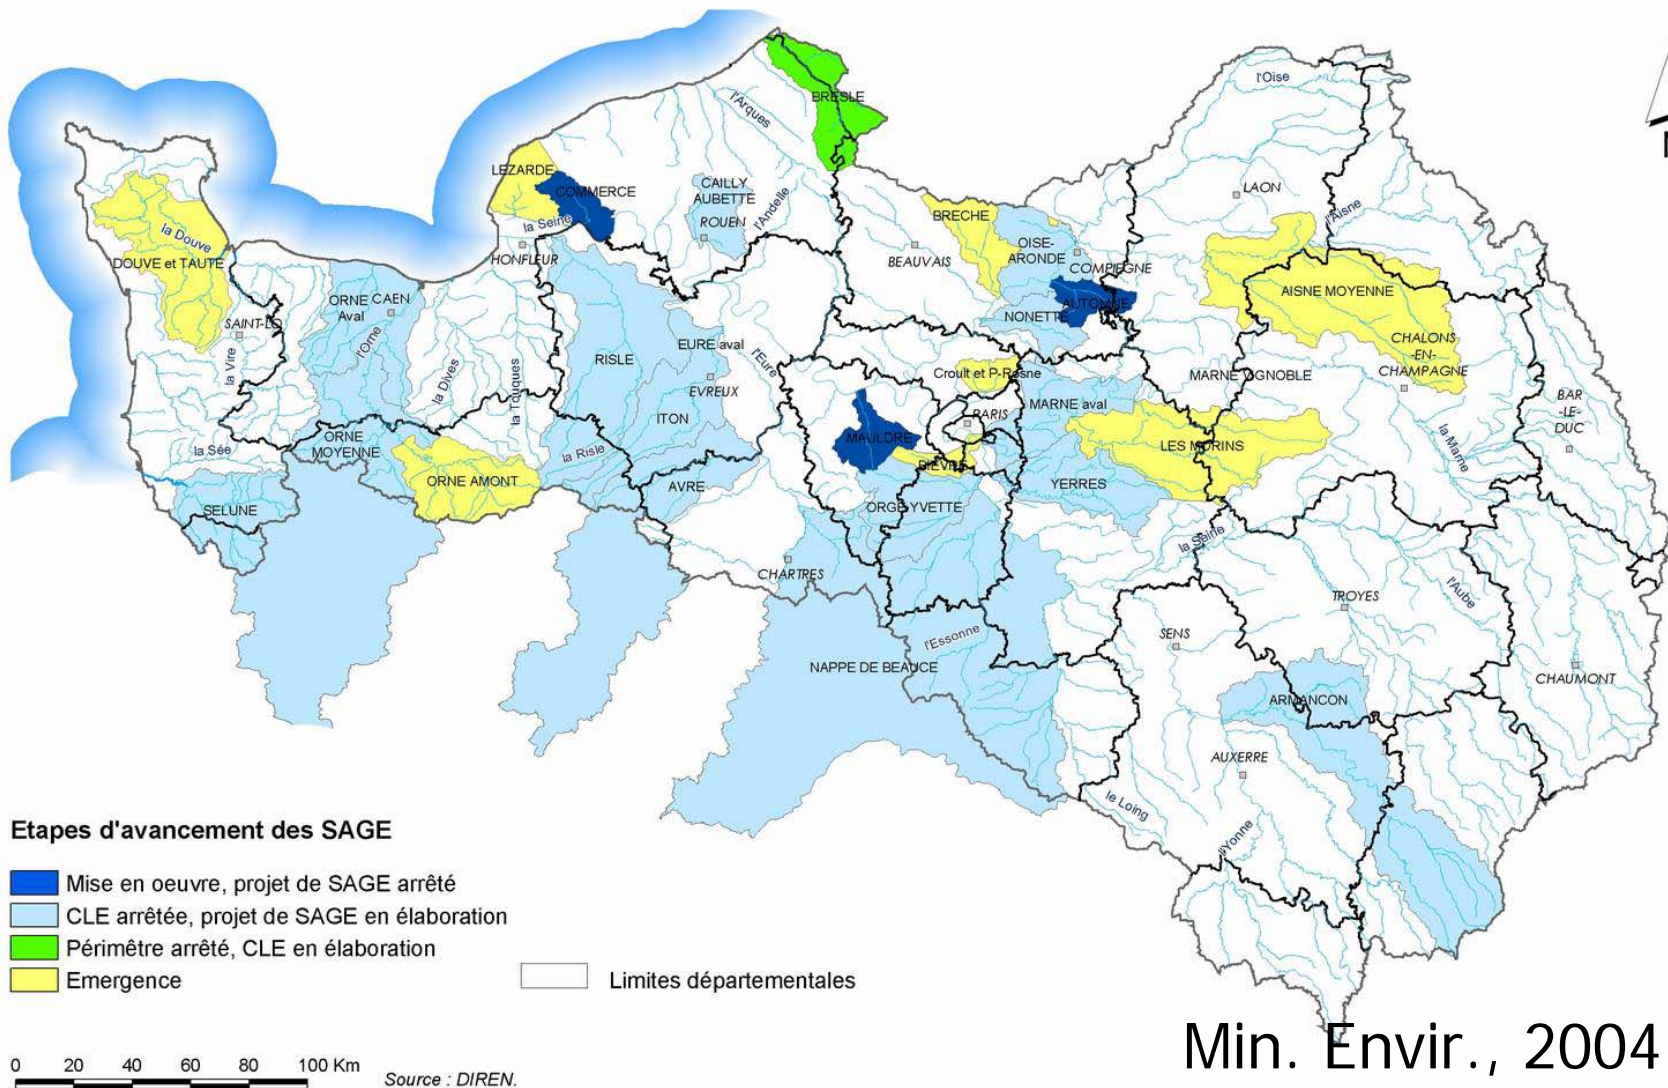 BRESLE
l'Arques
l'Oise
LEZARDE
COMMERCE
CAILLY
AUBETTE
ROUEN
l'Andelle
LAON
l'Aisne
la Seine
HONFLEUR
BRECHE
BEAUVAIS
OISE-
ARONDE
COMPIEGNE
la Douve
DOUVE et TAUTE
AUTOMNE
NONETTE
AISNE MOYENNE
ORNE
Aval
CAEN
SAINT-LO
l'Orne
la Vire
la Dives
la Touques
RISLE
EURE aval
l'Eure
EVREUX
ITON
Croult et P-Rosne
CHALONS
-EN-
CHAMPAGNE
MARNE VIGNOBLE
MARNE aval
PARIS
BAR
-LE-
DUC
MAULDRE
BIEVRE
LES MORINS
la Marne
la Sée
ORNE
MOYENNE
ORNE AMONT
la Risle
AVRE
YERRES
SELUNE
ORGE YVETTE
la Seine
CHARTRES
TROYES
l'Aube
SENS
l'Essonne
NAPPE DE BEAUCE
ARMANCON
CHAUMONT
AUXERRE
le Loing
l'Yonne
Etapes d'avancement des SAGE
Mise en oeuvre, projet de SAGE arrêté
CLE arrêtée, projet de SAGE en élaboration
Périmêtre arrêté, CLE en élaboration
Emergence
Limites départementales
0 20 40 60 80 100 Km
Source : DIREN.
Min. Envir., 2004